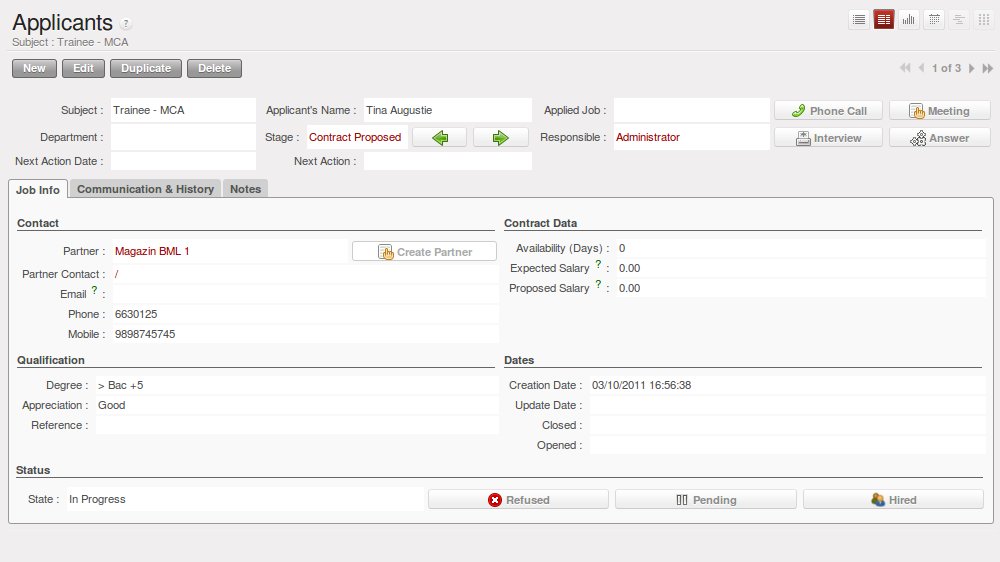 Applicants ?
Subject : Trainee - MCA
New Edit Duplicate Delete 1 of 3
Subject : Trainee - MCA Applicant's Name : Tina Augustie Applied Job : Phone Call Meeting
Department : Stage : Contract Proposed Responsible : Administrator Interview Answer
Next Action Date : Next Action :
Job Info Communication & History Notes
Contact Contract Data
Partner : Magazin BML 1 Create Partner Availability (Days) : 0
Partner Contact : / Expected Salary ? : 0.00
Email ? : Proposed Salary ? : 0.00
Phone : 6630125
Mobile : 9898745745
Qualification Dates
Degree : > Bac +5 Creation Date : 03/10/2011 16:56:38
Appreciation : Good Update Date :
Reference : Closed :
Opened :
Status
State : In Progress Refused Pending Hired